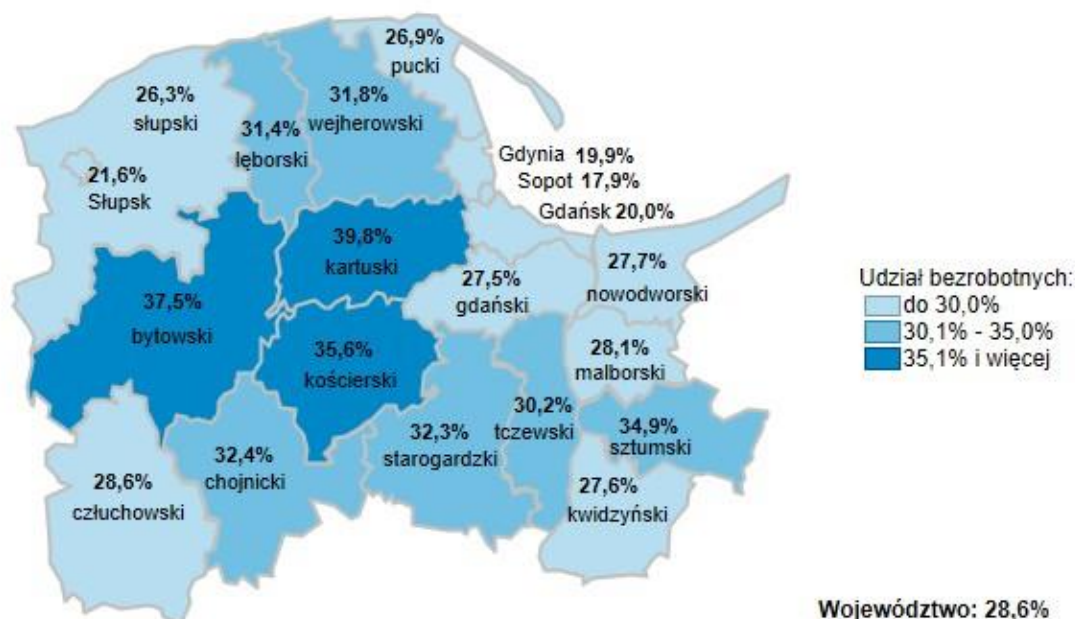 26,9%
pucki
26,3%
słupski
31,8%
wejherowski
31,4%
lęborski
Gdynia 19,9%
Sopot 17,9%
Gdańsk 20,0%
21,6%
Słupsk
39,8%
kartuski
27,5%
gdański
27,7%
nowodworski
37,5%
bytowski
35,6%
kościerski
28,1%
malborski
30,2%
tczewski
34,9%
sztumski
32,3%
starogardzki
32,4%
chojnicki
28,6%
człuchowski
27,6%
kwidzyński
Udział bezrobotnych:
do 30,0%
30,1% - 35,0%
35,1% i więcej
Województwo: 28,6%